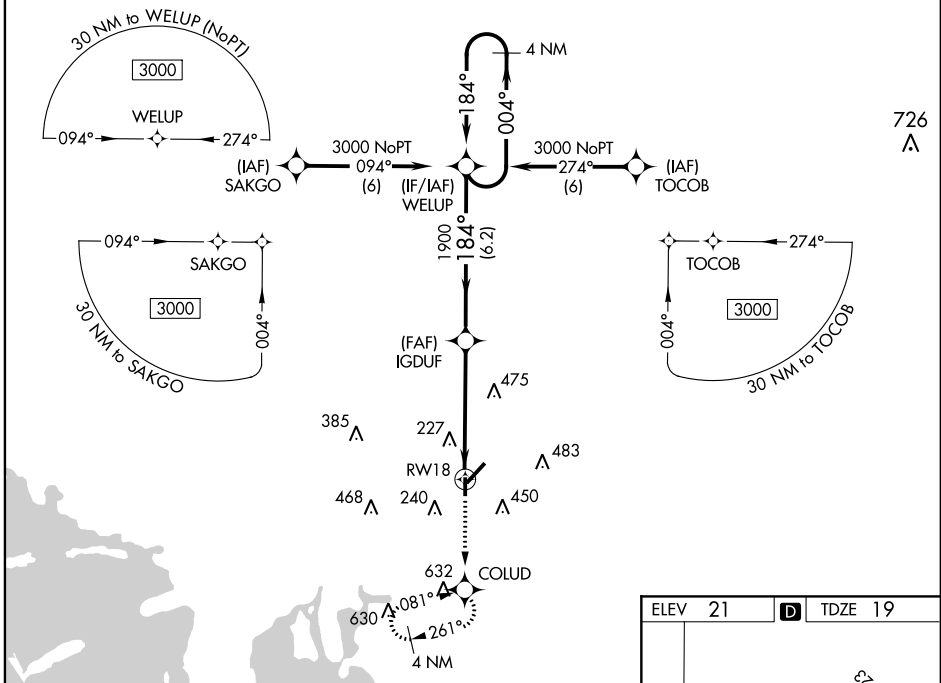 30 NM to WELUP (NoPT)
3000
WELUP
094°
274°
4 NM
184°
004°
726
3000 NoPT
094°
(6)
(IAF)
SAKGO
(IF/IAF)
WELUP
3000 NoPT
274°
(6)
(IAF)
TOCOB
1900
184°
(6.2)
094°
SAKGO
3000
004°
30 NM to SAKGO
274°
TOCOB
3000
004°
30 NM to TOCOB
(FAF)
IGDUF
475
385
227
483
RW18
468
240
450
632
COLUD
630
081°
261°
4 NM
ELEV 21
D
TDZE 19